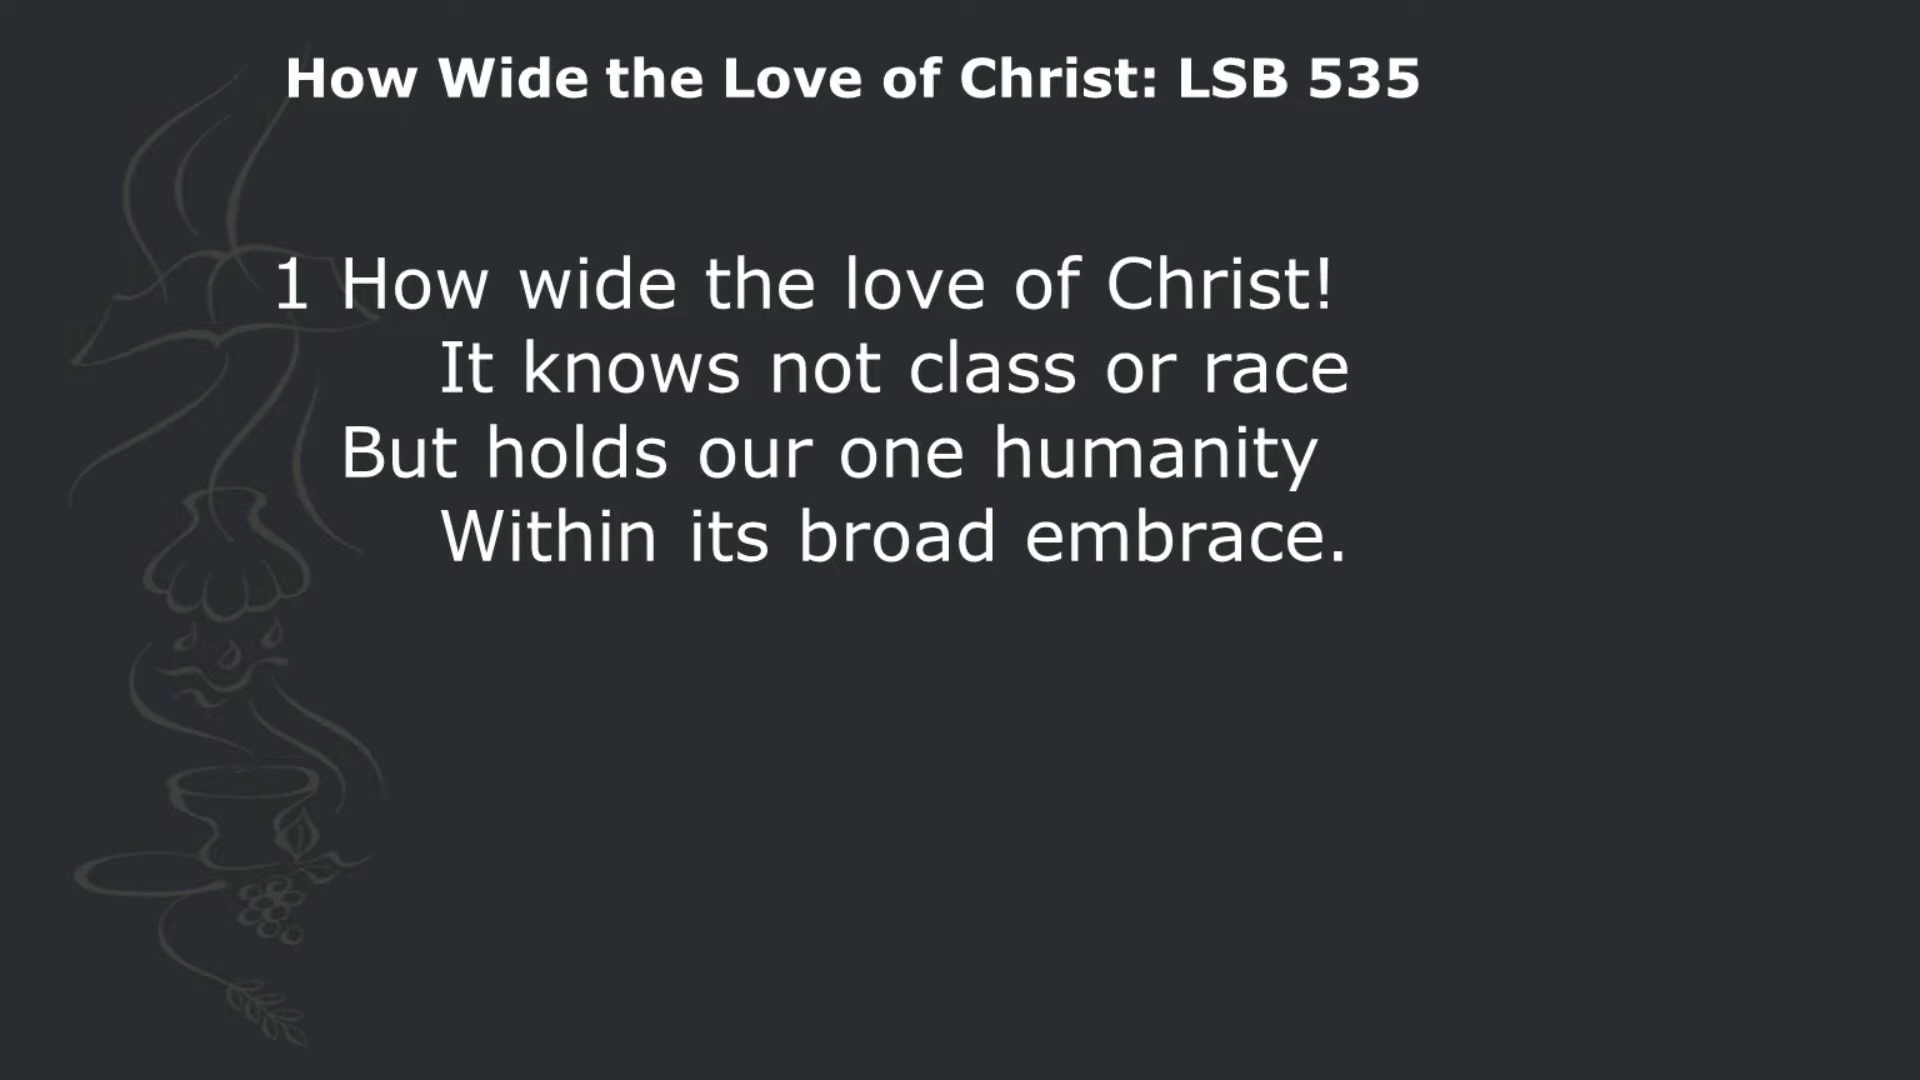 How Wide the Love of Christ: LSB 535
1 How wide the love of Christ!
It knows not class or race
But holds our one humanity
Within its broad embrace.